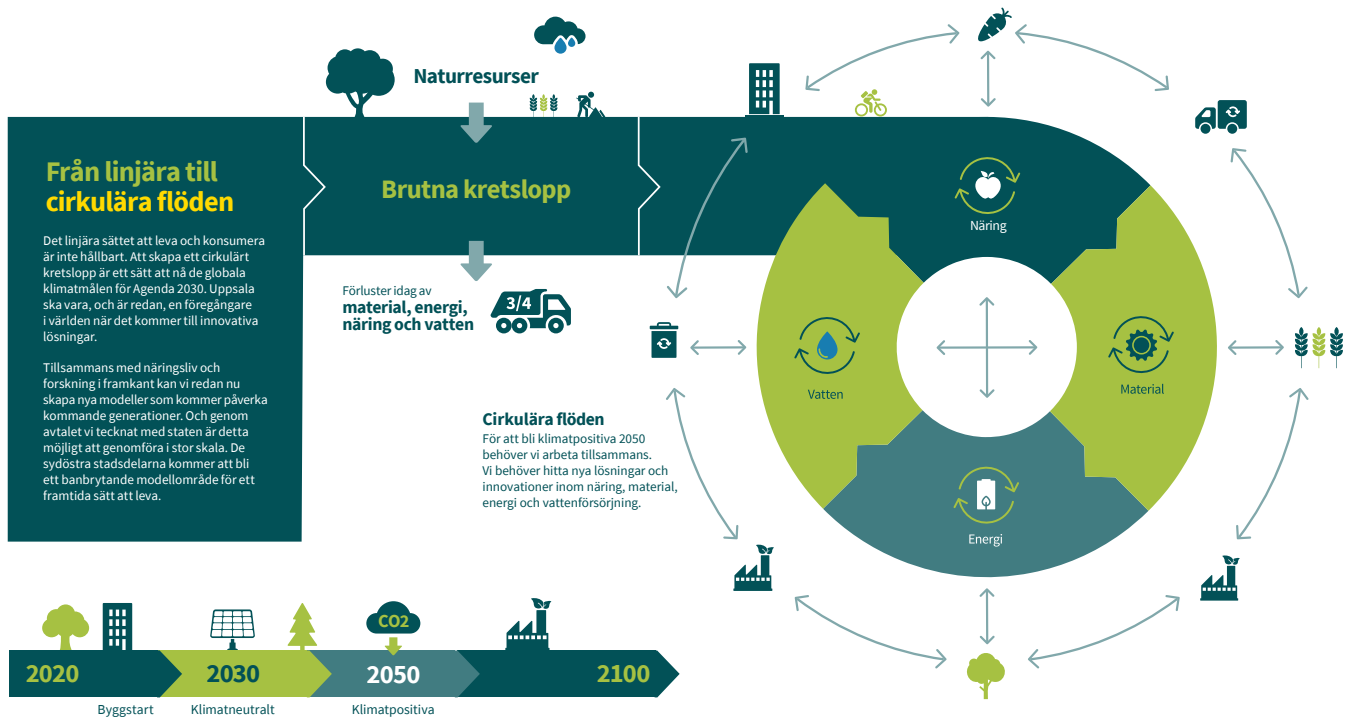 Naturresurser
Från linjära till
cirkulära flöden
Det linjära sättet att leva och konsumera
är inte hållbart. Att skapa ett cirkulärt
kretslopp är ett sätt att nå de globala
klimatmålen för Agenda 2030. Uppsala
ska vara, och är redan, en föregångare
i världen när det kommer till innovativa
lösningar.
Tillsammans med näringsliv och
forskning i framkant kan vi redan nu
skapa nya modeller som kommer påverka
kommande generationer. Och genom
avtalet vi tecknat med staten är detta
möjligt att genomföra i stor skala. De
sydöstra stadsdelarna kommer att bli
ett banbrytande modellområde för ett
framtida sätt att leva.
Brutna kretslopp
Förluster idag av
material, energi,
näring och vatten
3/4
Cirkulära flöden
För att bli klimatpositiva 2050
behöver vi arbeta tillsammans.
Vi behöver hitta nya lösningar och
innovationer inom näring, material,
energi och vattenförsörjning.
Näring
Vatten
Material
Energi
CO2
2020
2030
2050
2100
Byggstart
Klimatneutralt
Klimatpositiva